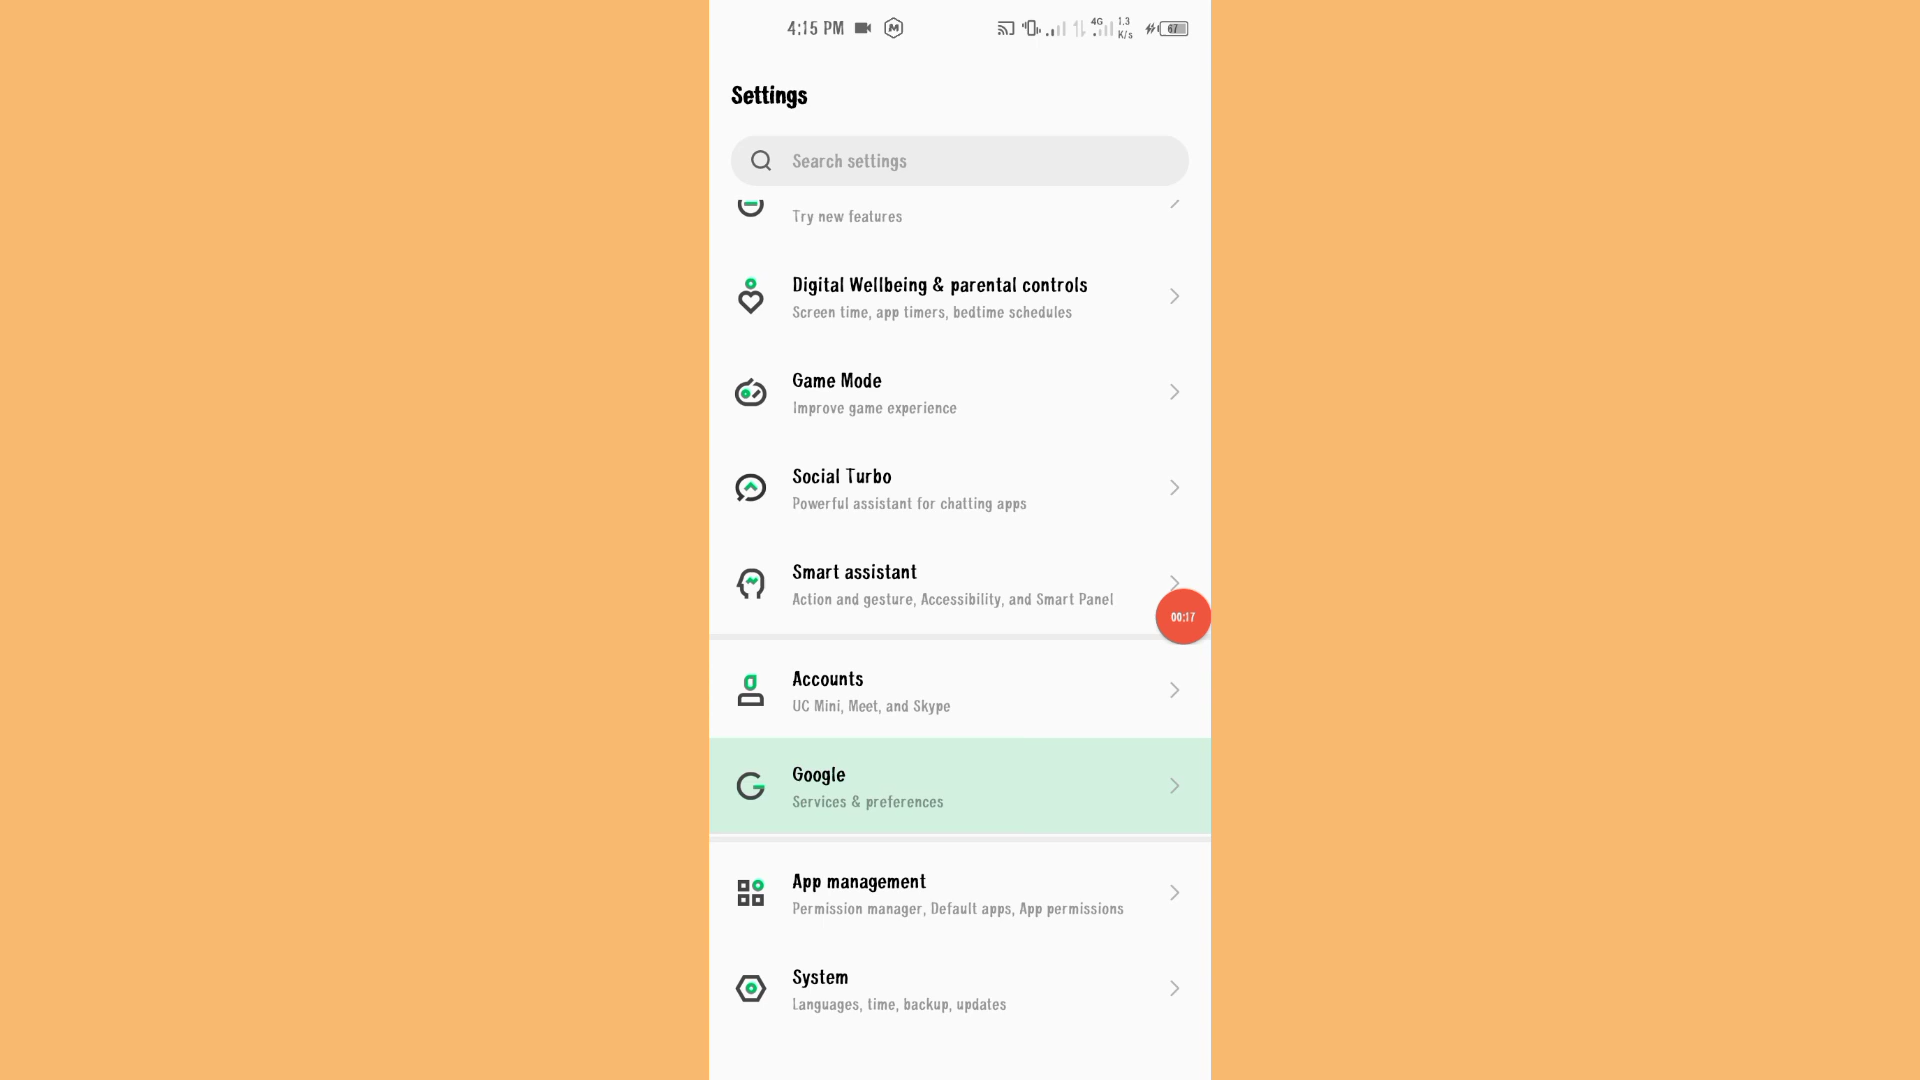 4:15 PM
4G 1.3 K/s 67
Settings
Search settings
Try new features
Digital Wellbeing & parental controls
Screen time, app timers, bedtime schedules
Game Mode
Improve game experience
Social Turbo
Powerful assistant for chatting apps
Smart assistant
Action and gesture, Accessibility, and Smart Panel
00:17
Accounts
UC Mini, Meet, and Skype
Google
Services & preferences
App management
Permission manager, Default apps, App permissions
System
Languages, time, backup, updates